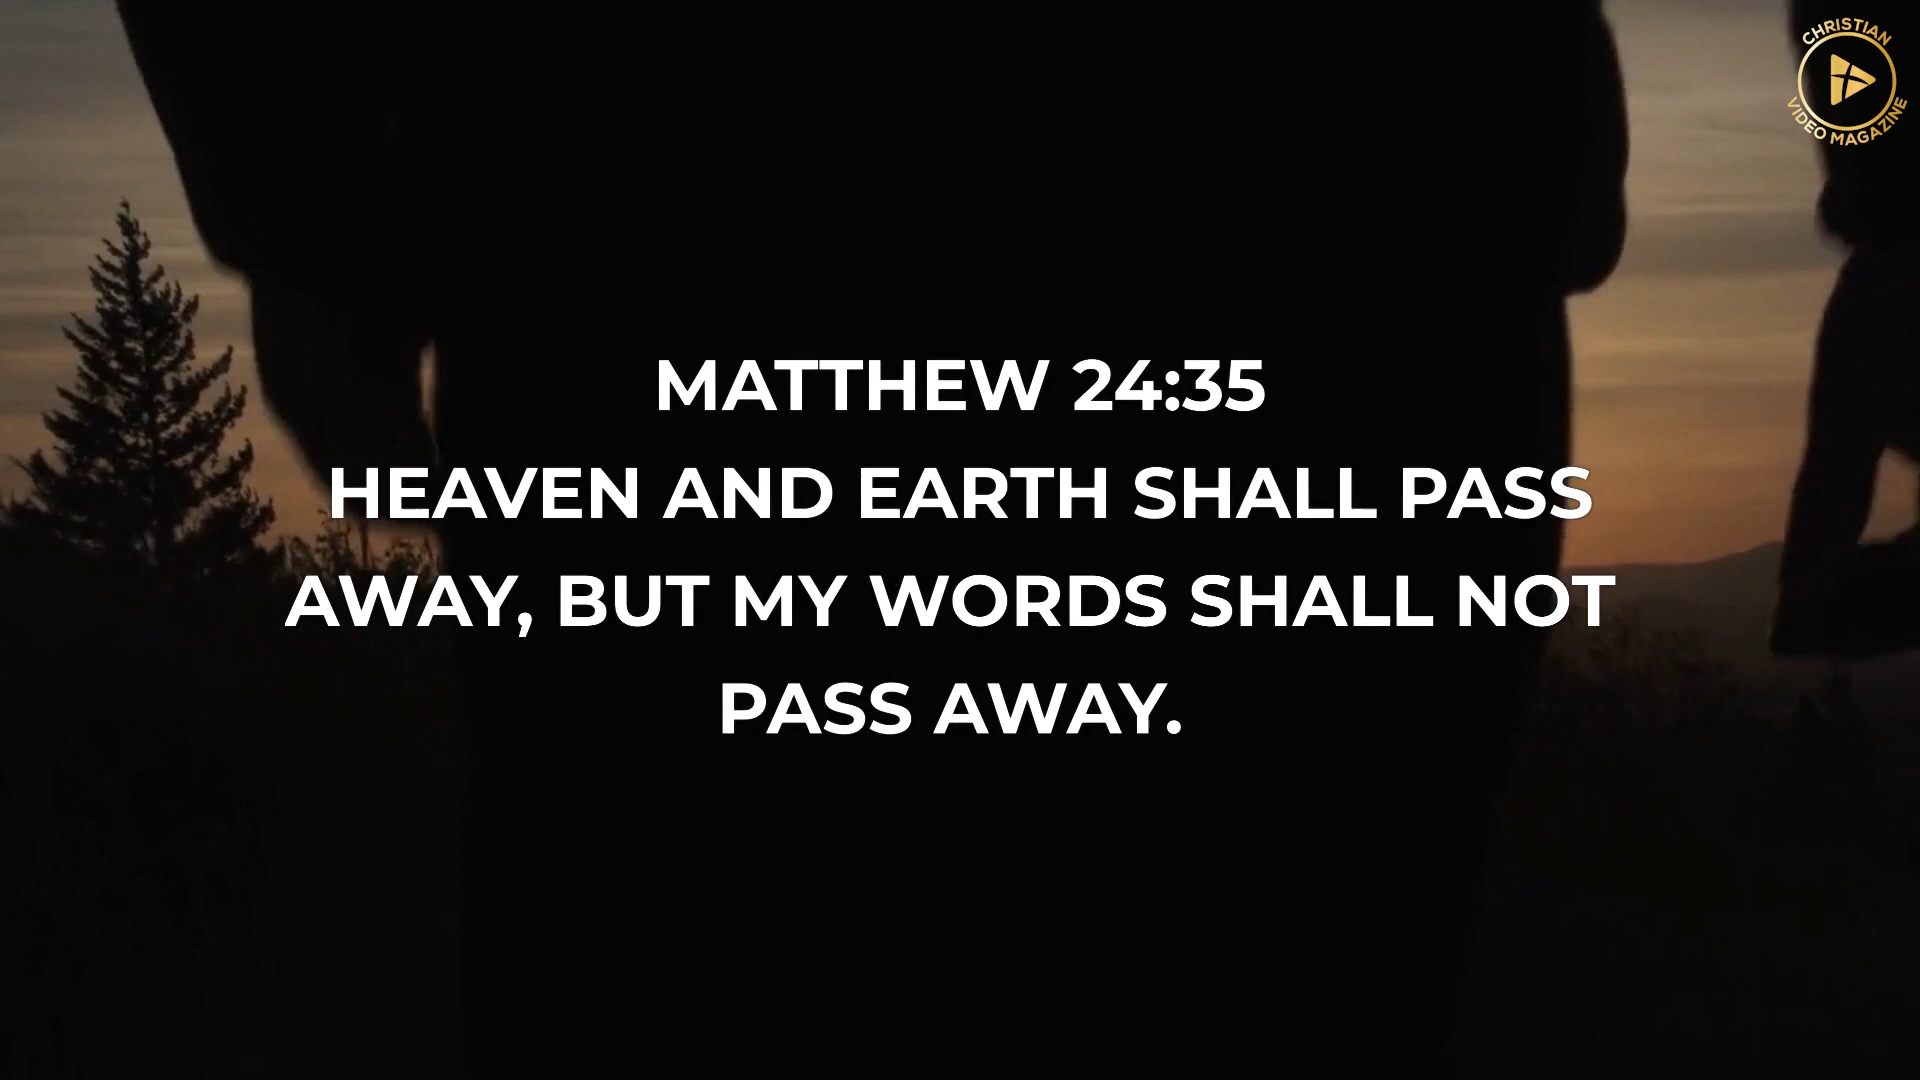 CHRISTIAN
VIDEO MAGAZINE
MATTHEW 24:35
HEAVEN AND EARTH SHALL PASS
AWAY, BUT MY WORDS SHALL NOT
PASS AWAY.